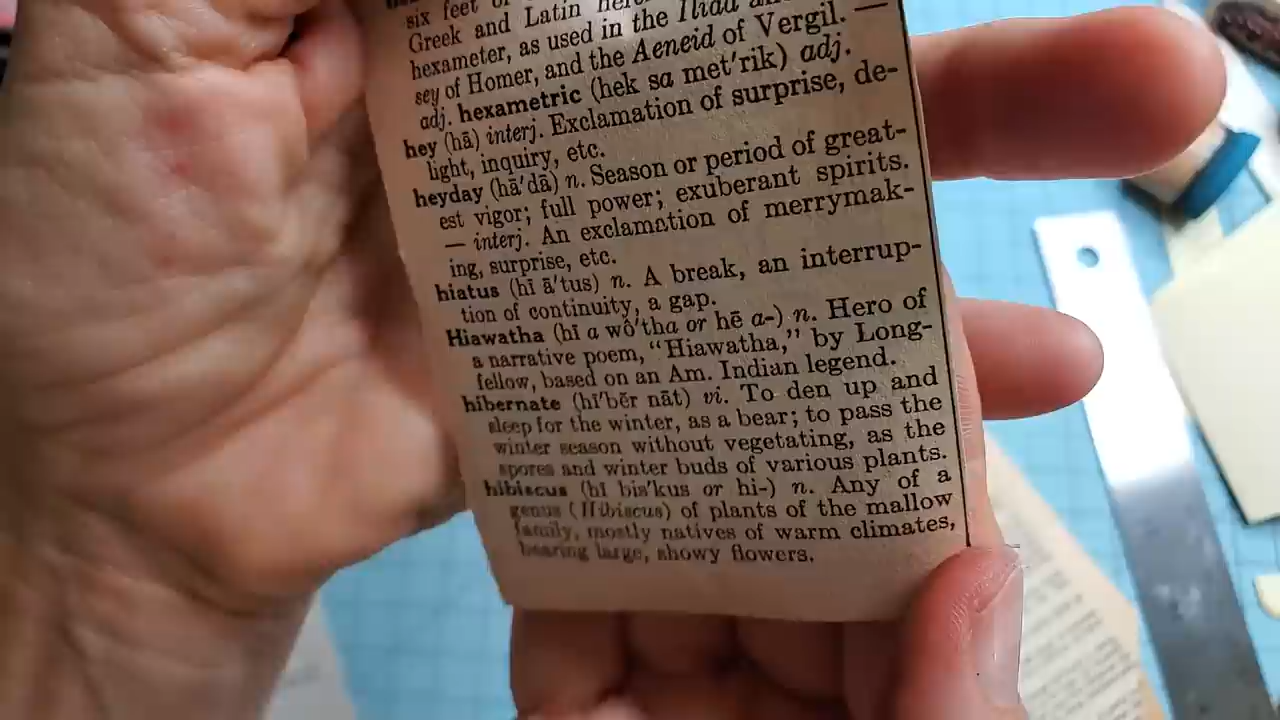 six feet of
Greek and Latin
hexameter, as used in the Iliad
sey of Homer, and the Aeneid of Vergil. —
adj. hexametric (hek sa met′rik) adj.
hey (hā) interj. Exclamation of surprise, de-
light, inquiry, etc.
heyday (hā′dā) n. Season or period of great-
est vigor; full power; exuberant spirits.
— interj. An exclamation of merrymak-
ing, surprise, etc.
hiatus (hī ā′tus) n. A break, an interrup-
tion of continuity, a gap.
Hiawatha (hī a wô′tha or hē a-) n. Hero of
a narrative poem, “Hiawatha,” by Long-
fellow, based on an Am. Indian legend.
hibernate (hī′bẽr nāt) vi. To den up and
sleep for the winter, as a bear; to pass the
winter season without vegetating, as the
spores and winter buds of various plants.
hibiscus (hī bis′kus or hi-) n. Any of a
genus (Hibiscus) of plants of the mallow
family, mostly natives of warm climates,
bearing large, showy flowers.